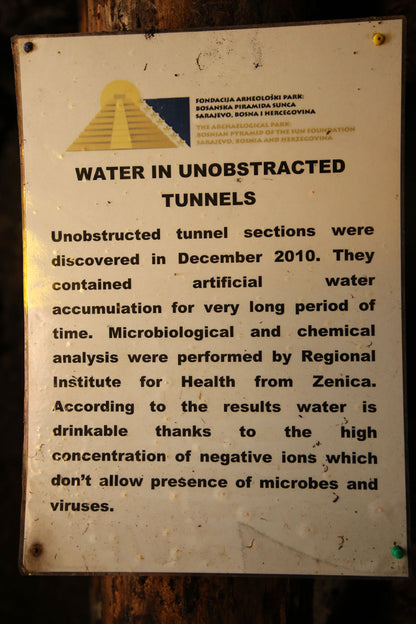 FONDACIJA ARHEOLOŠKI PARK:
BOSANSKA PIRAMIDA SUNCA
SARAJEVO, BOSNA I HERCEGOVINA
THE ARCHAEOLOGICAL PARK:
BOSNIAN PYRAMID OF THE SUN FOUNDATION
SARAJEVO, BOSNIA AND HERZEGOVINA
WATER IN UNOBSTRACTED
TUNNELS
Unobstructed tunnel sections were
discovered in December 2010. They
contained artificial water
accumulation for very long period of
time. Microbiological and chemical
analysis were performed by Regional
Institute for Health from Zenica.
According to the results water is
drinkable thanks to the high
concentration of negative ions which
don't allow presence of microbes and
viruses.